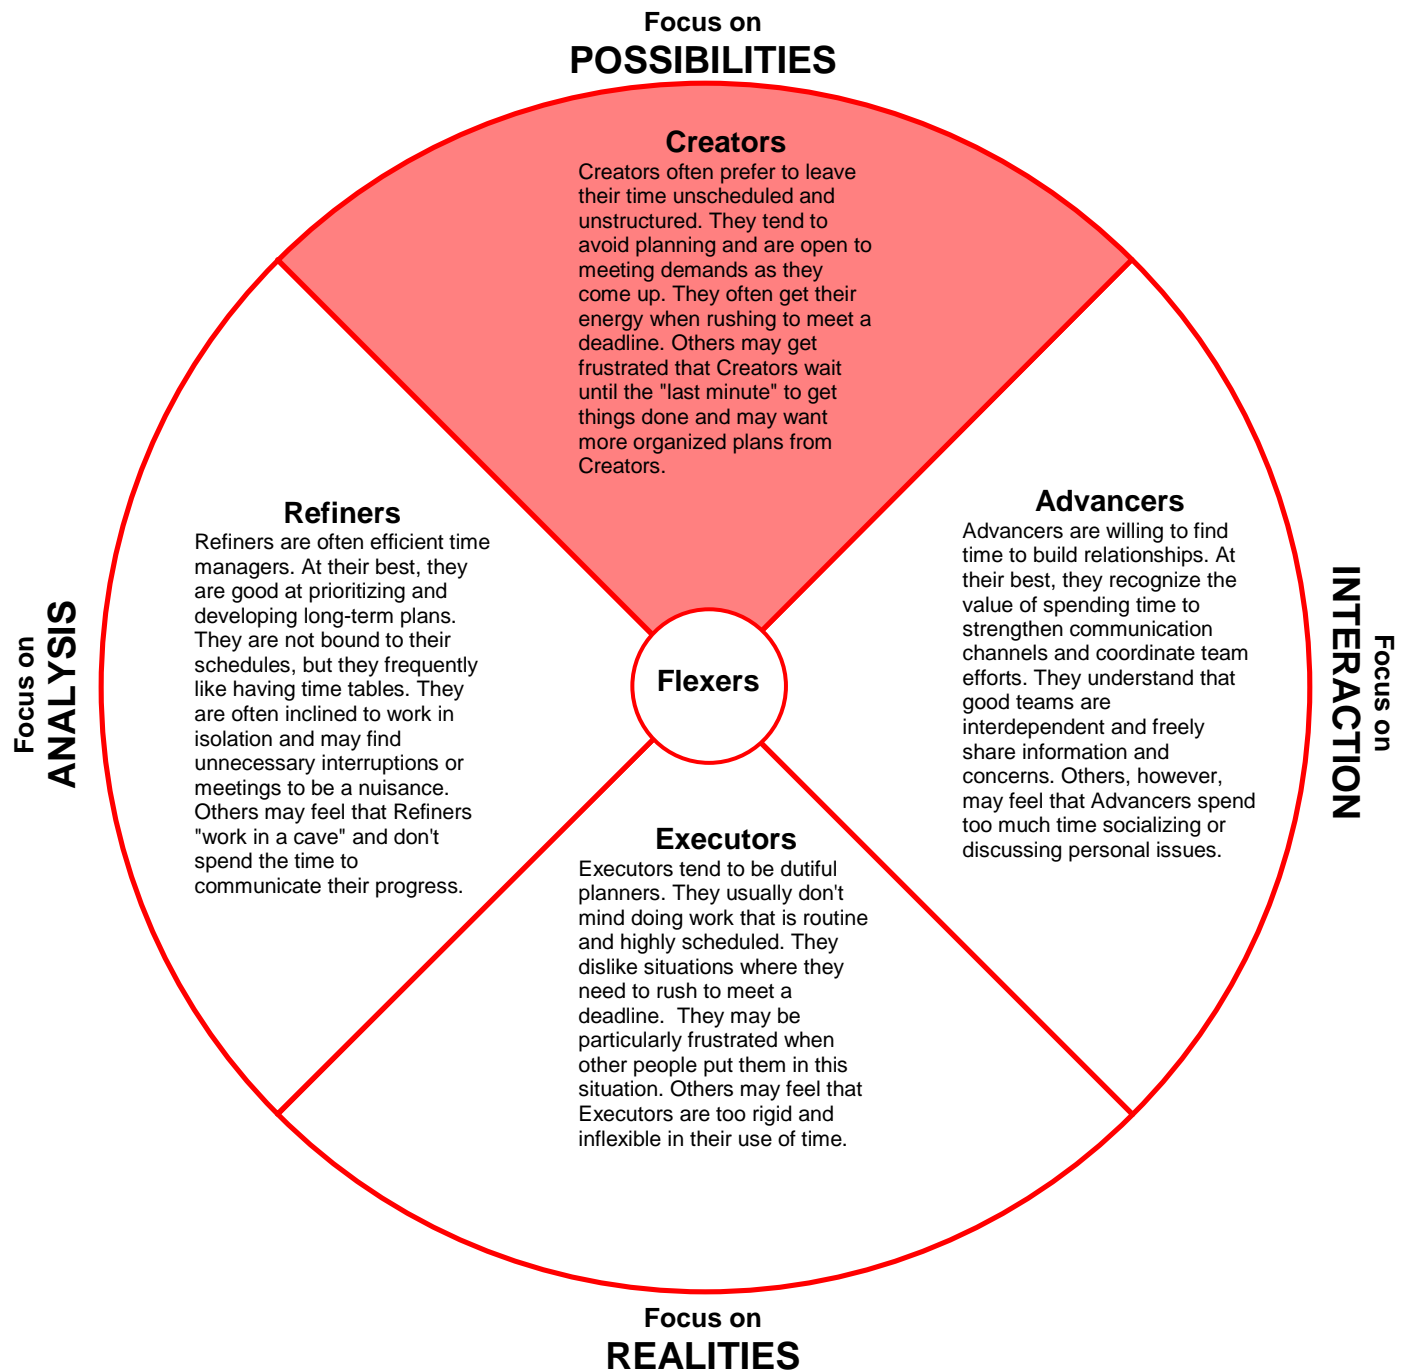 Focus on
POSSIBILITIES
Creators
Creators often prefer to leave
their time unscheduled and
unstructured. They tend to
avoid planning and are open to
meeting demands as they
come up. They often get their
energy when rushing to meet a
deadline. Others may get
frustrated that Creators wait
until the "last minute" to get
things done and may want
more organized plans from
Creators.
Focus on
ANALYSIS
Refiners
Refiners are often efficient time
managers. At their best, they
are good at prioritizing and
developing long-term plans.
They are not bound to their
schedules, but they frequently
like having time tables. They
are often inclined to work in
isolation and may find
unnecessary interruptions or
meetings to be a nuisance.
Others may feel that Refiners
"work in a cave" and don't
spend the time to
communicate their progress.
Flexers
Advancers
Advancers are willing to find
time to build relationships. At
their best, they recognize the
value of spending time to
strengthen communication
channels and coordinate team
efforts. They understand that
good teams are
interdependent and freely
share information and
concerns. Others, however,
may feel that Advancers spend
too much time socializing or
discussing personal issues.
Focus on
INTERACTION
Executors
Executors tend to be dutiful
planners. They usually don't
mind doing work that is routine
and highly scheduled. They
dislike situations where they
need to rush to meet a
deadline.  They may be
particularly frustrated when
other people put them in this
situation. Others may feel that
Executors are too rigid and
inflexible in their use of time.
Focus on
REALITIES